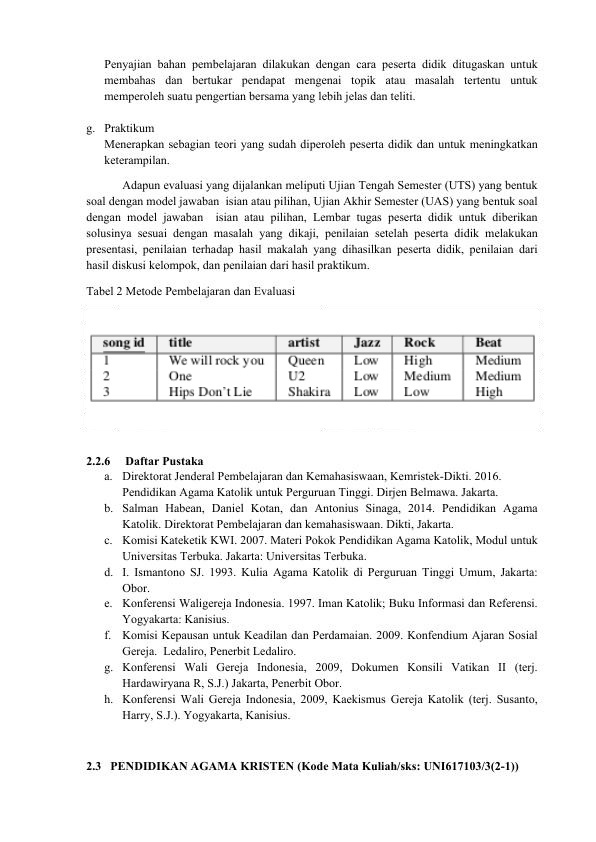 Penyajian bahan pembelajaran dilakukan dengan cara peserta didik ditugaskan untuk
membahas dan bertukar pendapat mengenai topik atau masalah tertentu untuk
memperoleh suatu pengertian bersama yang lebih jelas dan teliti.
g. Praktikum
Menerapkan sebagian teori yang sudah diperoleh peserta didik dan untuk meningkatkan
keterampilan.
Adapun evaluasi yang dijalankan meliputi Ujian Tengah Semester (UTS) yang bentuk
soal dengan model jawaban isian atau pilihan, Ujian Akhir Semester (UAS) yang bentuk soal
dengan model jawaban isian atau pilihan, Lembar tugas peserta didik untuk diberikan
solusinya sesuai dengan masalah yang dikaji, penilaian setelah peserta didik melakukan
presentasi, penilaian terhadap hasil makalah yang dihasilkan peserta didik, penilaian dari
hasil diskusi kelompok, dan penilaian dari hasil praktikum.
Tabel 2 Metode Pembelajaran dan Evaluasi
song id title artist Jazz Rock Beat
1 We will rock you Queen Low High Medium
2 One U2 Low Medium Medium
3 Hips Don't Lie Shakira Low Low High
2.2.6 Daftar Pustaka
a. Direktorat Jenderal Pembelajaran dan Kemahasiswaan, Kemristek-Dikti. 2016.
Pendidikan Agama Katolik untuk Perguruan Tinggi. Dirjen Belmawa. Jakarta.
b. Salman Habean, Daniel Kotan, dan Antonius Sinaga, 2014. Pendidikan Agama
Katolik. Direktorat Pembelajaran dan kemahasiswaan. Dikti, Jakarta.
c. Komisi Kateketik KWI. 2007. Materi Pokok Pendidikan Agama Katolik, Modul untuk
Universitas Terbuka. Jakarta: Universitas Terbuka.
d. I. Ismantono SJ. 1993. Kulia Agama Katolik di Perguruan Tinggi Umum, Jakarta:
Obor.
e. Konferensi Waligereja Indonesia. 1997. Iman Katolik; Buku Informasi dan Referensi.
Yogyakarta: Kanisius.
f. Komisi Kepausan untuk Keadilan dan Perdamaian. 2009. Konfendium Ajaran Sosial
Gereja. Ledaliro, Penerbit Ledaliro.
g. Konferensi Wali Gereja Indonesia, 2009, Dokumen Konsili Vatikan II (terj.
Hardawiryana R, S.J.) Jakarta, Penerbit Obor.
h. Konferensi Wali Gereja Indonesia, 2009, Kaekismus Gereja Katolik (terj. Susanto,
Harry, S.J.). Yogyakarta, Kanisius.
2.3 PENDIDIKAN AGAMA KRISTEN (Kode Mata Kuliah/sks: UNI617103/3(2-1))